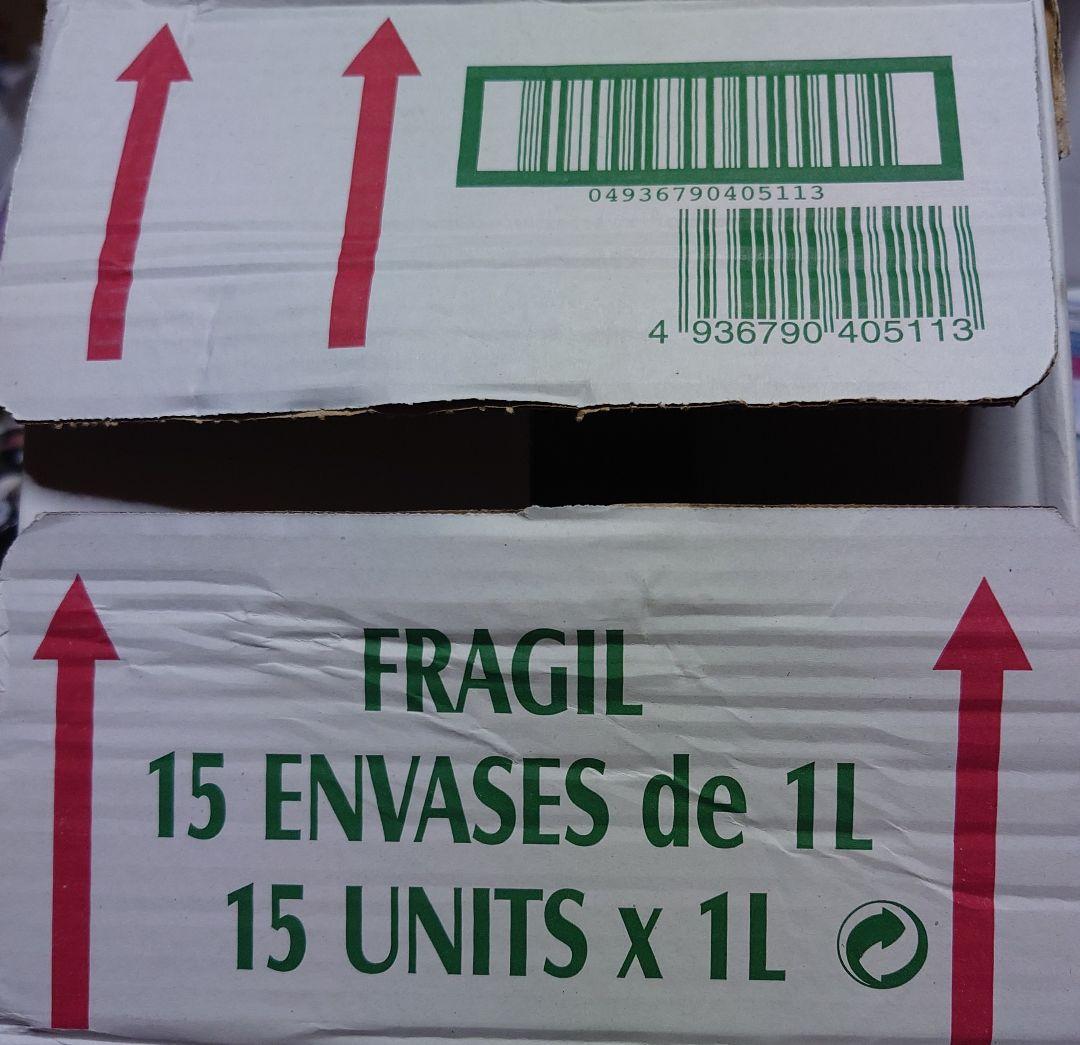 04936790405113
4 936790 405113
FRAGIL
15 ENVASES de 1L
15 UNITS x 1L